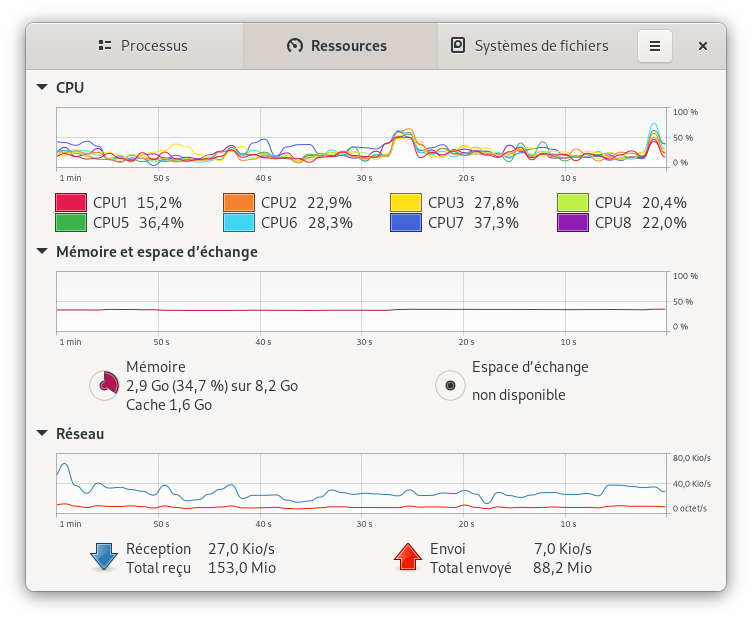 Processus Ressources Systèmes de fichiers
CPU
100 %
50 %
0 %
1 min 50 s 40 s 30 s 20 s 10 s
CPU1 15,2% CPU2 22,9% CPU3 27,8% CPU4 20,4%
CPU5 36,4% CPU6 28,3% CPU7 37,3% CPU8 22,0%
Mémoire et espace d’échange
100 %
50 %
0 %
1 min 50 s 40 s 30 s 20 s 10 s
Mémoire
2,9 Go (34,7 %) sur 8,2 Go
Cache 1,6 Go
Espace d’échange
non disponible
Réseau
80,0 Kio/s
40,0 Kio/s
0 octet/s
1 min 50 s 40 s 30 s 20 s 10 s
Réception 27,0 Kio/s
Total reçu 153,0 Mio
Envoi 7,0 Kio/s
Total envoyé 88,2 Mio